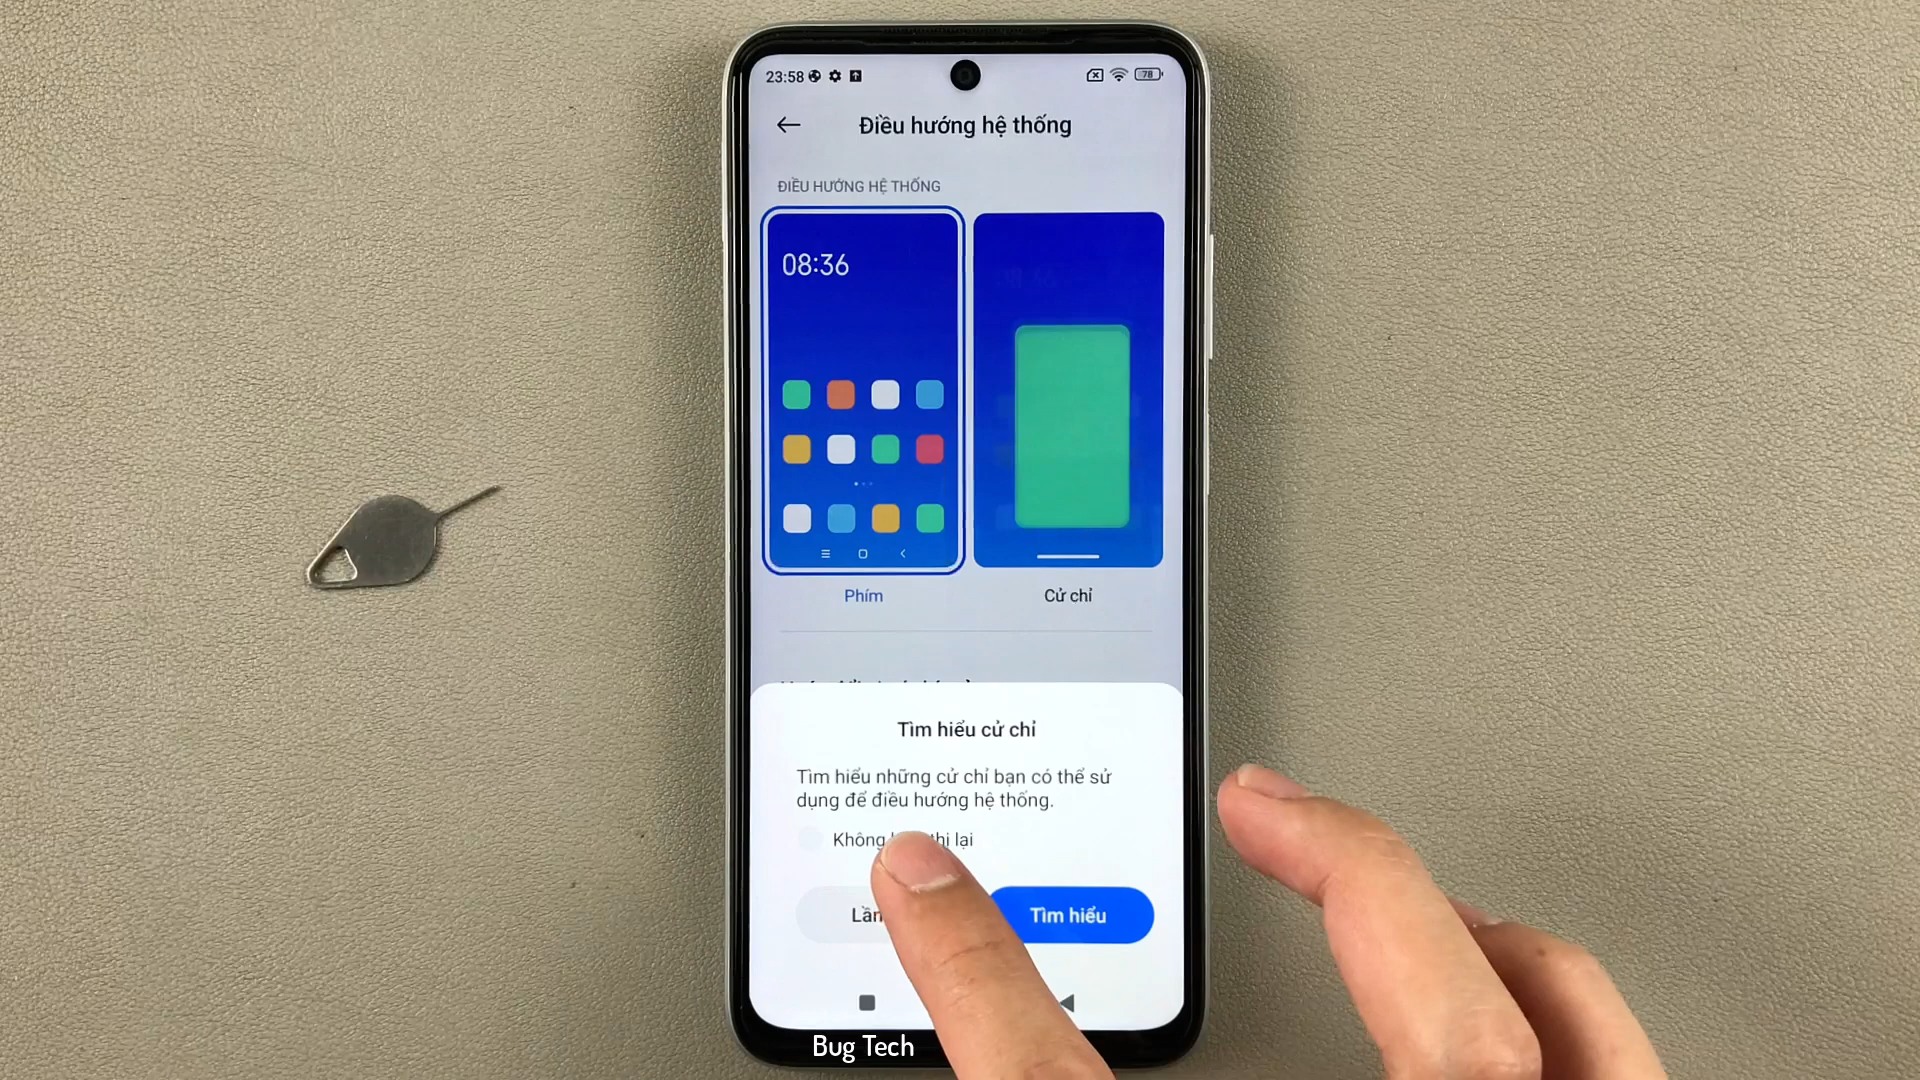 23:58
78
Điều hướng hệ thống
ĐIỀU HƯỚNG HỆ THỐNG
08:36
Phím
Cử chỉ
Tìm hiểu cử chỉ
Tìm hiểu những cử chỉ bạn có thể sử
dụng để điều hướng hệ thống.
Không thị lại
Tìm hiểu
Bug Tech